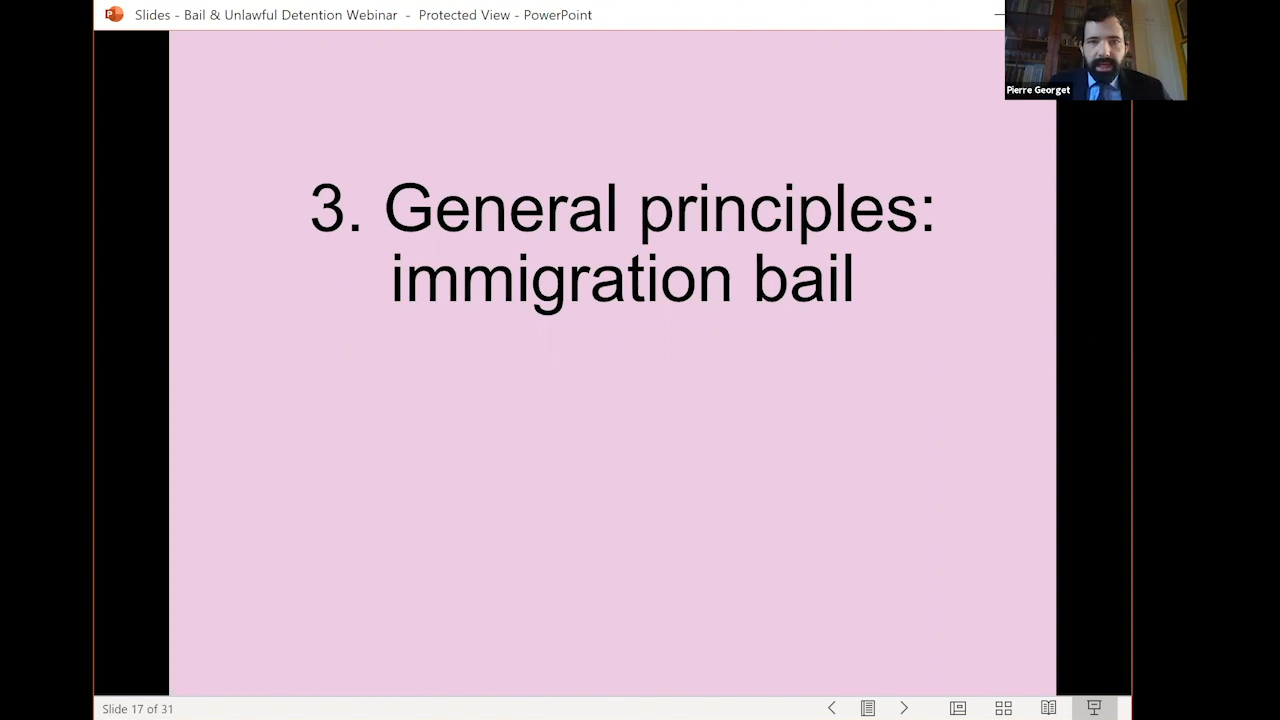 Slides - Bail & Unlawful Detention Webinar - Protected View - PowerPoint
Pierre Georget
3. General principles:
immigration bail
Slide 17 of 31